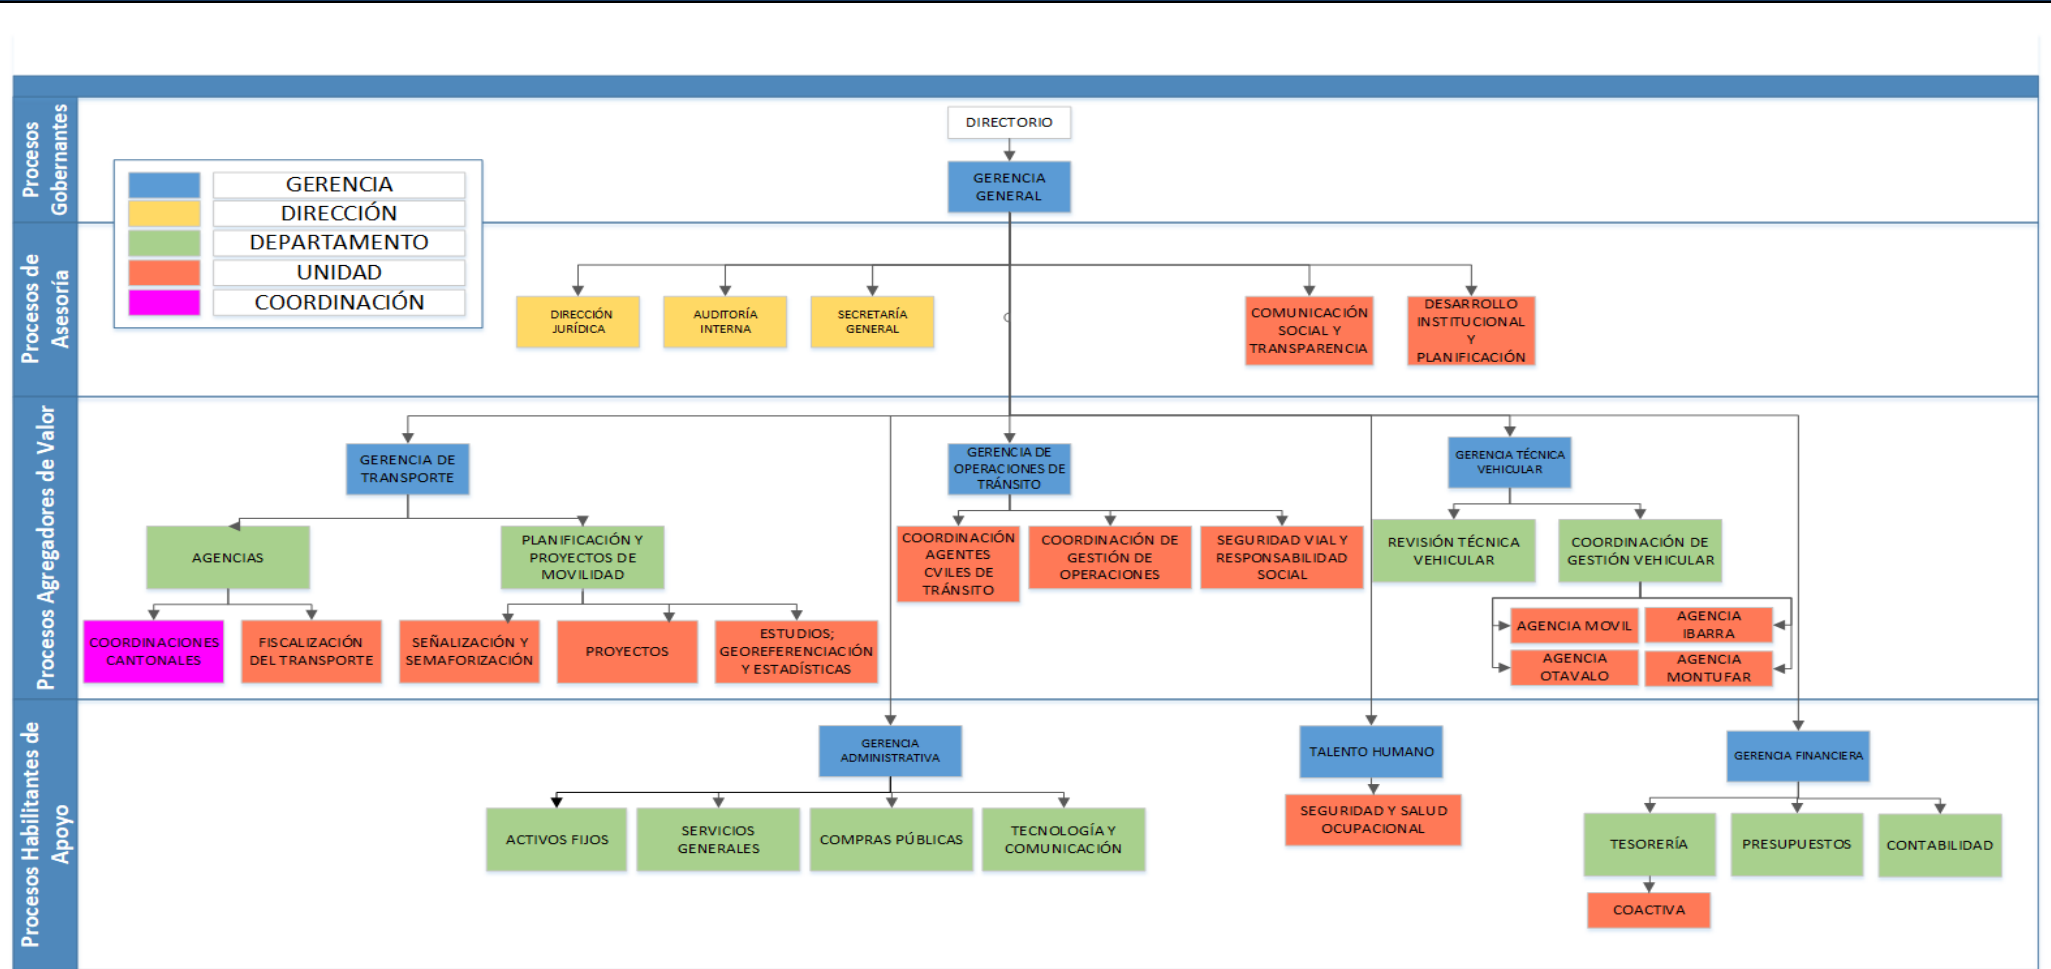 Procesos
Gobernantes
DIRECTORIO
GERENCIA
GENERAL
GERENCIA
DIRECCIÓN
DEPARTAMENTO
UNIDAD
COORDINACIÓN
Procesos de
Asesoría
DIRECCIÓN
JURÍDICA
AUDITORÍA
INTERNA
SECRETARÍA
GENERAL
COMUNICACIÓN
SOCIAL Y
TRANSPARENCIA
DESARROLLO
INSTITUCIONAL
Y
PLANIFICACIÓN
Procesos Agregadores de Valor
GERENCIA DE
TRANSPORTE
GERENCIA DE
OPERACIONES DE
TRÁNSITO
GERENCIA TÉCNICA
VEHICULAR
AGENCIAS
PLANIFICACIÓN Y
PROYECTOS DE
MOVILIDAD
COORDINACIÓN
AGENTES
CVILES DE
TRÁNSITO
COORDINACIÓN DE
GESTIÓN DE
OPERACIONES
SEGURIDAD VIAL Y
RESPONSABILIDAD
SOCIAL
REVISIÓN TÉCNICA
VEHICULAR
COORDINACIÓN DE
GESTIÓN VEHICULAR
COORDINACIONES
CANTONALES
FISCALIZACIÓN
DEL TRANSPORTE
SEÑALIZACIÓN Y
SEMAFORIZACIÓN
PROYECTOS
ESTUDIOS;
GEOREFERENCIACIÓN
Y ESTADÍSTICAS
AGENCIA MOVIL
AGENCIA
IBARRA
AGENCIA
OTAVALO
AGENCIA
MONTUFAR
Procesos Habilitantes de
Apoyo
GERENCIA
ADMINISTRATIVA
TALENTO HUMANO
GERENCIA FINANCIERA
ACTIVOS FIJOS
SERVICIOS
GENERALES
COMPRAS PÚBLICAS
TECNOLOGÍA Y
COMUNICACIÓN
SEGURIDAD Y SALUD
OCUPACIONAL
TESORERÍA
PRESUPUESTOS
CONTABILIDAD
COACTIVA